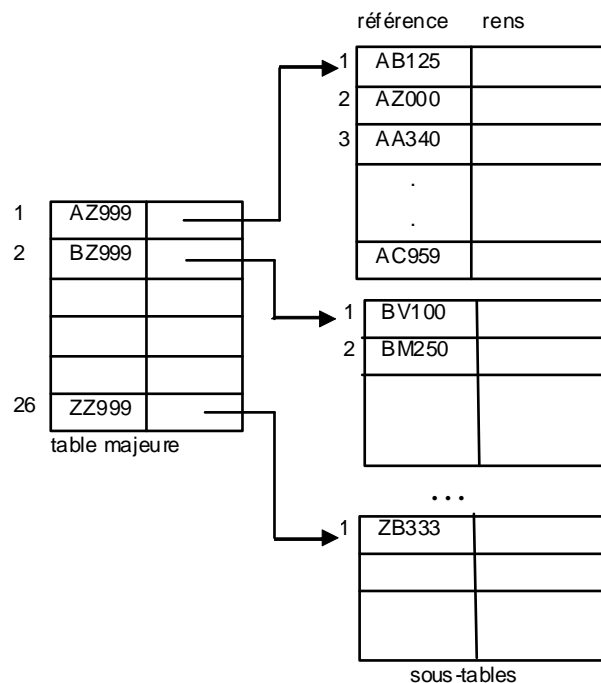 référence rens
1 AB125
2 AZ000
3 AA340
.
.
AC959
1 AZ999
2 BZ999
26 ZZ999
table majeure
1 BV100
2 BM250
...
1 ZB333
sous-tables